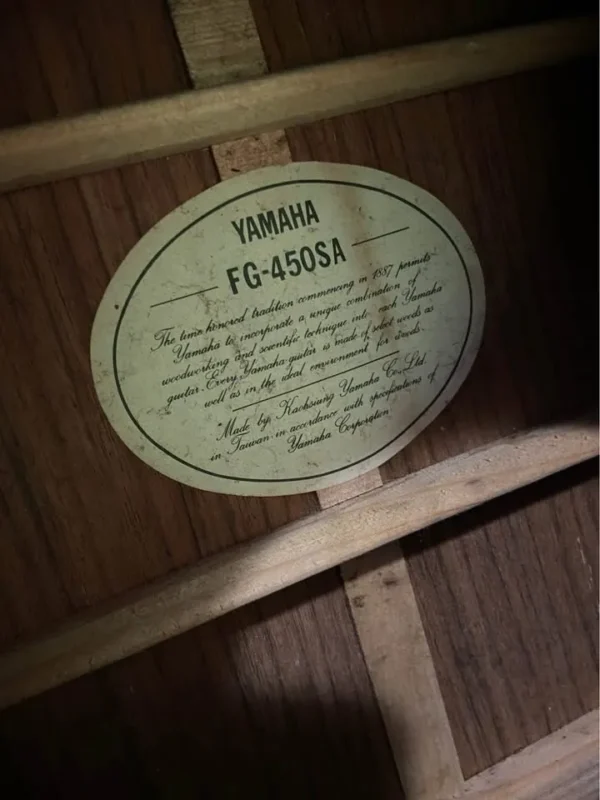 YAMAHA
FG-450SA
The time honored tradition commencing in 1887 permits
Yamaha to incorporate a unique combination of
woodworking and scientific technique into each Yamaha
guitar. Every Yamaha guitar is made of select woods as
well as in the ideal environment for woods.
Made by Kaohsiung Yamaha Co., Ltd.
in Taiwan in accordance with specifications of
Yamaha Corporation